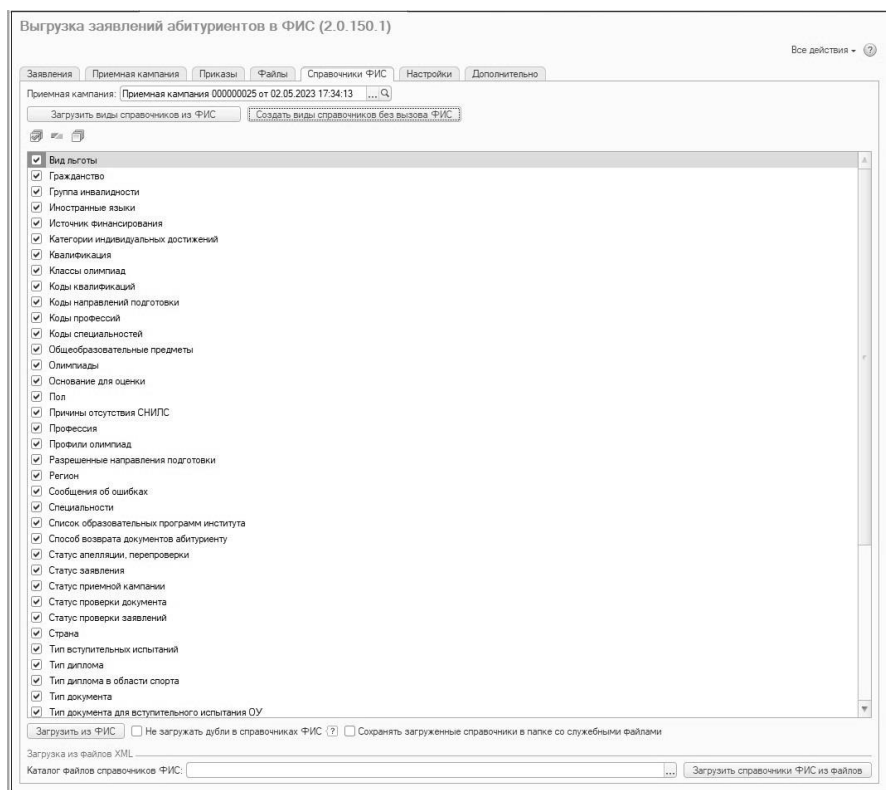 Выгрузка заявлений абитуриентов в ФИС (2.0.150.1)
Все действия
Заявления Приемная кампания Приказы Файлы Справочники ФИС Настройки Дополнительно
Приемная кампания: Приемная кампания 000000025 от 02.05.2023 17:34:13 ...
Загрузить виды справочников из ФИС Создать виды справочников без вызова ФИС
Вид льготы
Гражданство
Группа инвалидности
Иностранные языки
Источник финансирования
Категории индивидуальных достижений
Квалификация
Классы олимпиад
Коды квалификаций
Коды направлений подготовки
Коды профессий
Коды специальностей
Общеобразовательные предметы
Олимпиады
Основание для оценки
Пол
Причины отсутствия СНИЛС
Профессия
Профили олимпиад
Разрешенные направления подготовки
Регион
Сообщения об ошибках
Специальности
Список образовательных программ института
Способ возврата документов абитуриенту
Статус апелляции, перепроверки
Статус заявления
Статус приемной кампании
Статус проверки документа
Статус проверки заявлений
Страна
Тип вступительных испытаний
Тип диплома
Тип диплома в области спорта
Тип документа
Тип документа для вступительного испытания ОУ
Загрузить из ФИС Не загружать дубли в справочниках ФИС ? Сохранять загруженные справочники в папке со служебными файлами
Загрузка из файлов XML
Каталог файлов справочников ФИС: ... Загрузить справочники ФИС из файлов